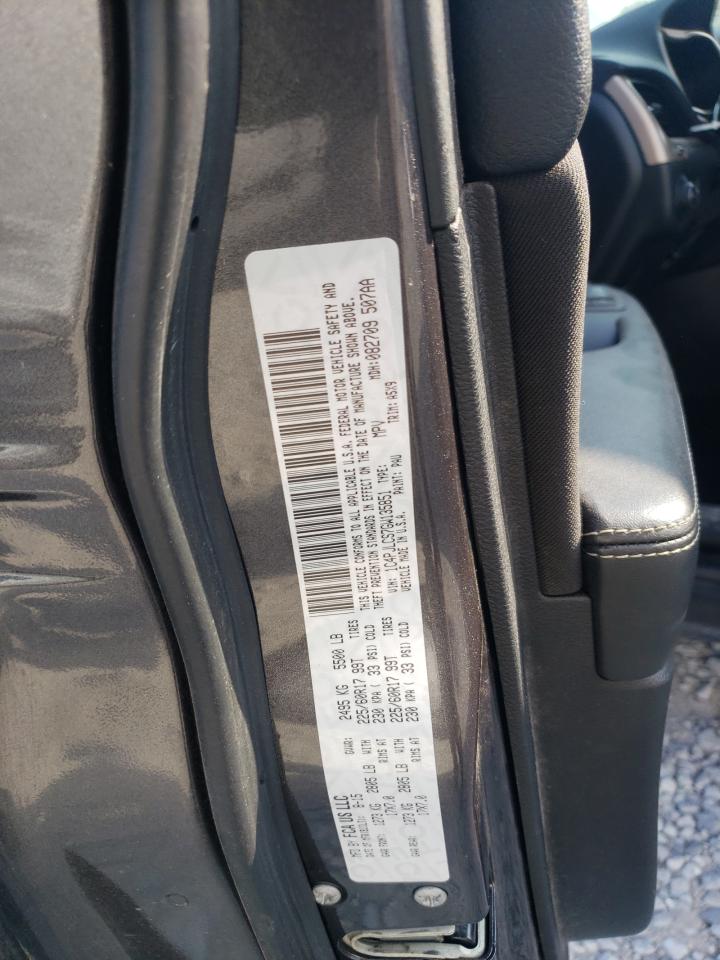 MFD BY FCA US LLC
DATE OF MFR 8-15 GVWR: 2495 KG 5500 LB
GAWR FRONT: 1273 KG 2805 LB WITH 225/60R17 99T TIRES
17X7.0 RIMS AT 230 KPA ( 33 PSI) COLD
GAWR REAR: 1273 KG 2805 LB WITH 225/60R17 99T TIRES
17X7.0 RIMS AT 230 KPA ( 33 PSI) COLD
THIS VEHICLE CONFORMS TO ALL APPLICABLE U.S.A. FEDERAL MOTOR VEHICLE SAFETY AND
THEFT PREVENTION STANDARDS IN EFFECT ON THE DATE OF MANUFACTURE SHOWN ABOVE.
VIN: 1C4PJLCS7GW135851 TYPE: MPV MDH:082709 507AA
VEHICLE MADE IN U.S.A. PAINT: PAU TRIM: A5X9